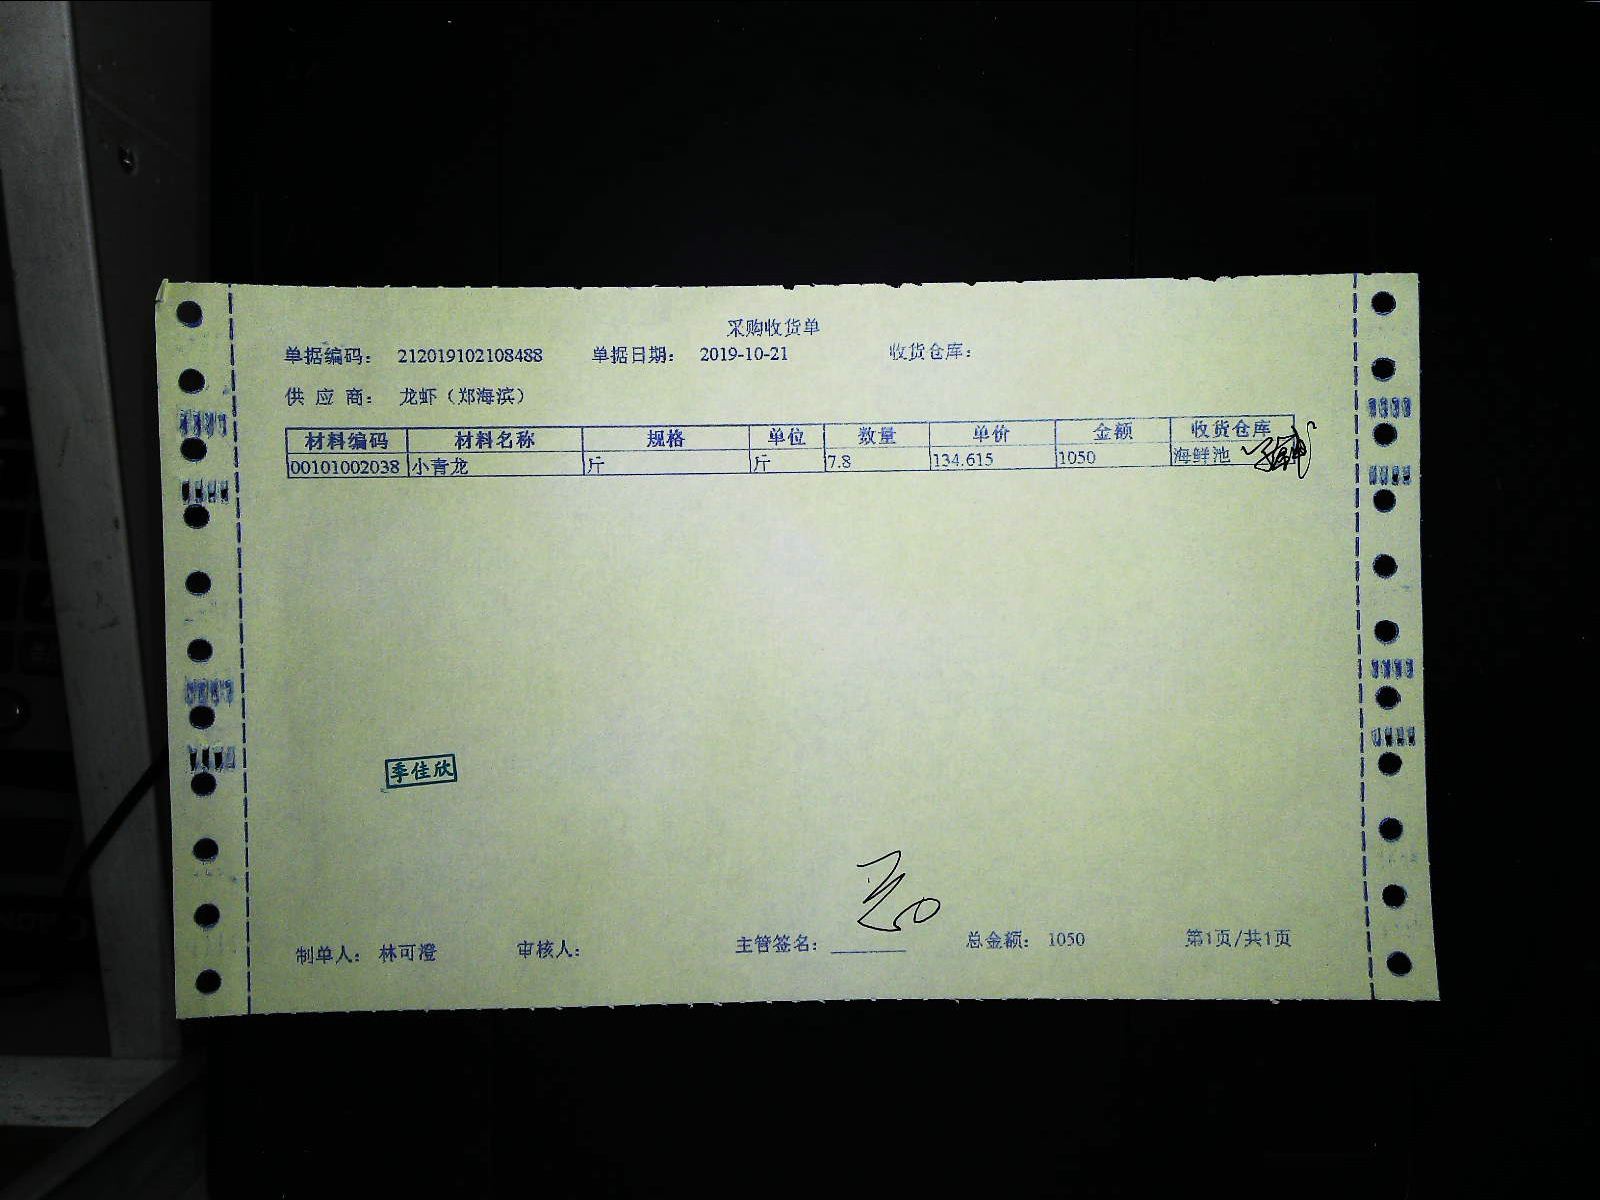 采购收货单
单据编码： 212019102108488 单据日期： 2019-10-21 收货仓库：
供 应 商： 龙虾（郑海滨）
材料编码 材料名称 规格 单位 数量 单价 金额 收货仓库
00101002038 小青龙 斤 斤 7.8 134.615 1050 海鲜池
季佳欣
制单人： 林可澄 审核人： 主管签名： 总金额： 1050 第1页/共1页